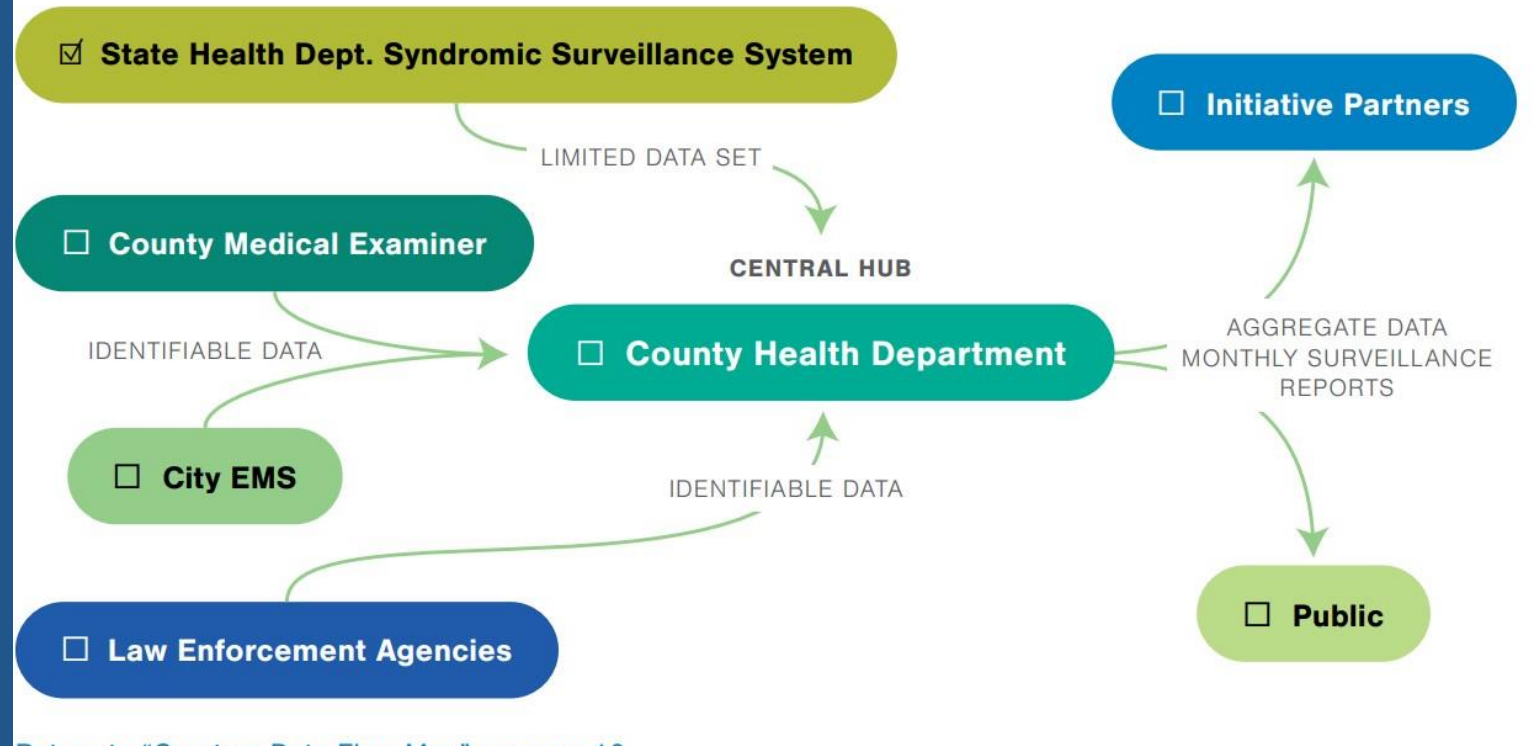 ☑ State Health Dept. Syndromic Surveillance System
☐ Initiative Partners
LIMITED DATA SET
☐ County Medical Examiner
CENTRAL HUB
IDENTIFIABLE DATA
☐ County Health Department
AGGREGATE DATA
MONTHLY SURVEILLANCE
REPORTS
☐ City EMS
IDENTIFIABLE DATA
☐ Law Enforcement Agencies
☐ Public